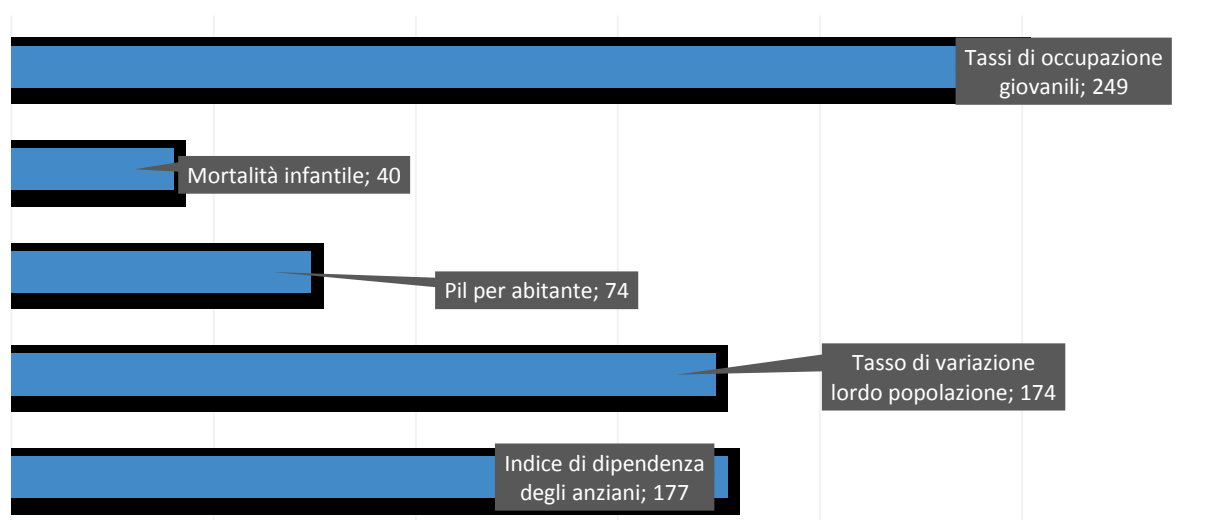 Tassi di occupazione
giovanili; 249
Mortalità infantile; 40
Pil per abitante; 74
Tasso di variazione
lordo popolazione; 174
Indice di dipendenza
degli anziani; 177